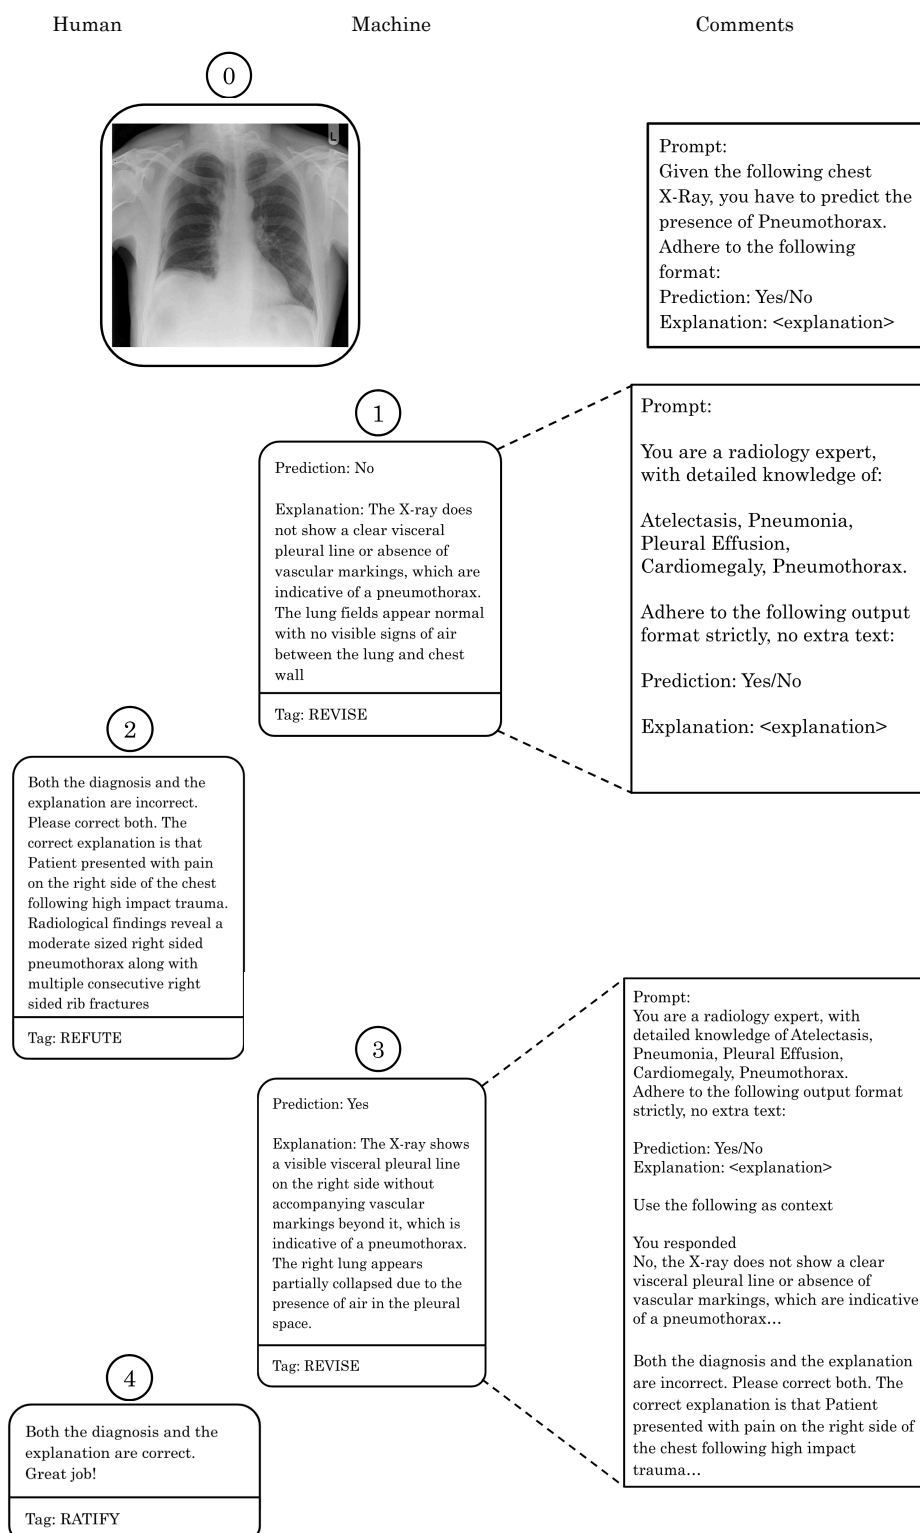 Human
Machine
Comments
0
L
Prompt:
Given the following chest
X-Ray, you have to predict the
presence of Pneumothorax.
Adhere to the following
format:
Prediction: Yes/No
Explanation: <explanation>
1
Prediction: No
Explanation: The X-ray does
not show a clear visceral
pleural line or absence of
vascular markings, which are
indicative of a pneumothorax.
The lung fields appear normal
with no visible signs of air
between the lung and chest
wall
Tag: REVISE
Prompt:
You are a radiology expert,
with detailed knowledge of:
Atelectasis, Pneumonia,
Pleural Effusion,
Cardiomegaly, Pneumothorax.
Adhere to the following output
format strictly, no extra text:
Prediction: Yes/No
Explanation: <explanation>
2
Both the diagnosis and the
explanation are incorrect.
Please correct both. The
correct explanation is that
Patient presented with pain
on the right side of the chest
following high impact trauma.
Radiological findings reveal a
moderate sized right sided
pneumothorax along with
multiple consecutive right
sided rib fractures
Tag: REFUTE
3
Prediction: Yes
Explanation: The X-ray shows
a visible visceral pleural line
on the right side without
accompanying vascular
markings beyond it, which is
indicative of a pneumothorax.
The right lung appears
partially collapsed due to the
presence of air in the pleural
space.
Tag: REVISE
Prompt:
You are a radiology expert, with
detailed knowledge of Atelectasis,
Pneumonia, Pleural Effusion,
Cardiomegaly, Pneumothorax.
Adhere to the following output format
strictly, no extra text:
Prediction: Yes/No
Explanation: <explanation>
Use the following as context
You responded
No, the X-ray does not show a clear
visceral pleural line or absence of
vascular markings, which are indicative
of a pneumothorax…
Both the diagnosis and the explanation
are incorrect. Please correct both. The
correct explanation is that Patient
presented with pain on the right side of
the chest following high impact
trauma…
4
Both the diagnosis and the
explanation are correct.
Great job!
Tag: RATIFY